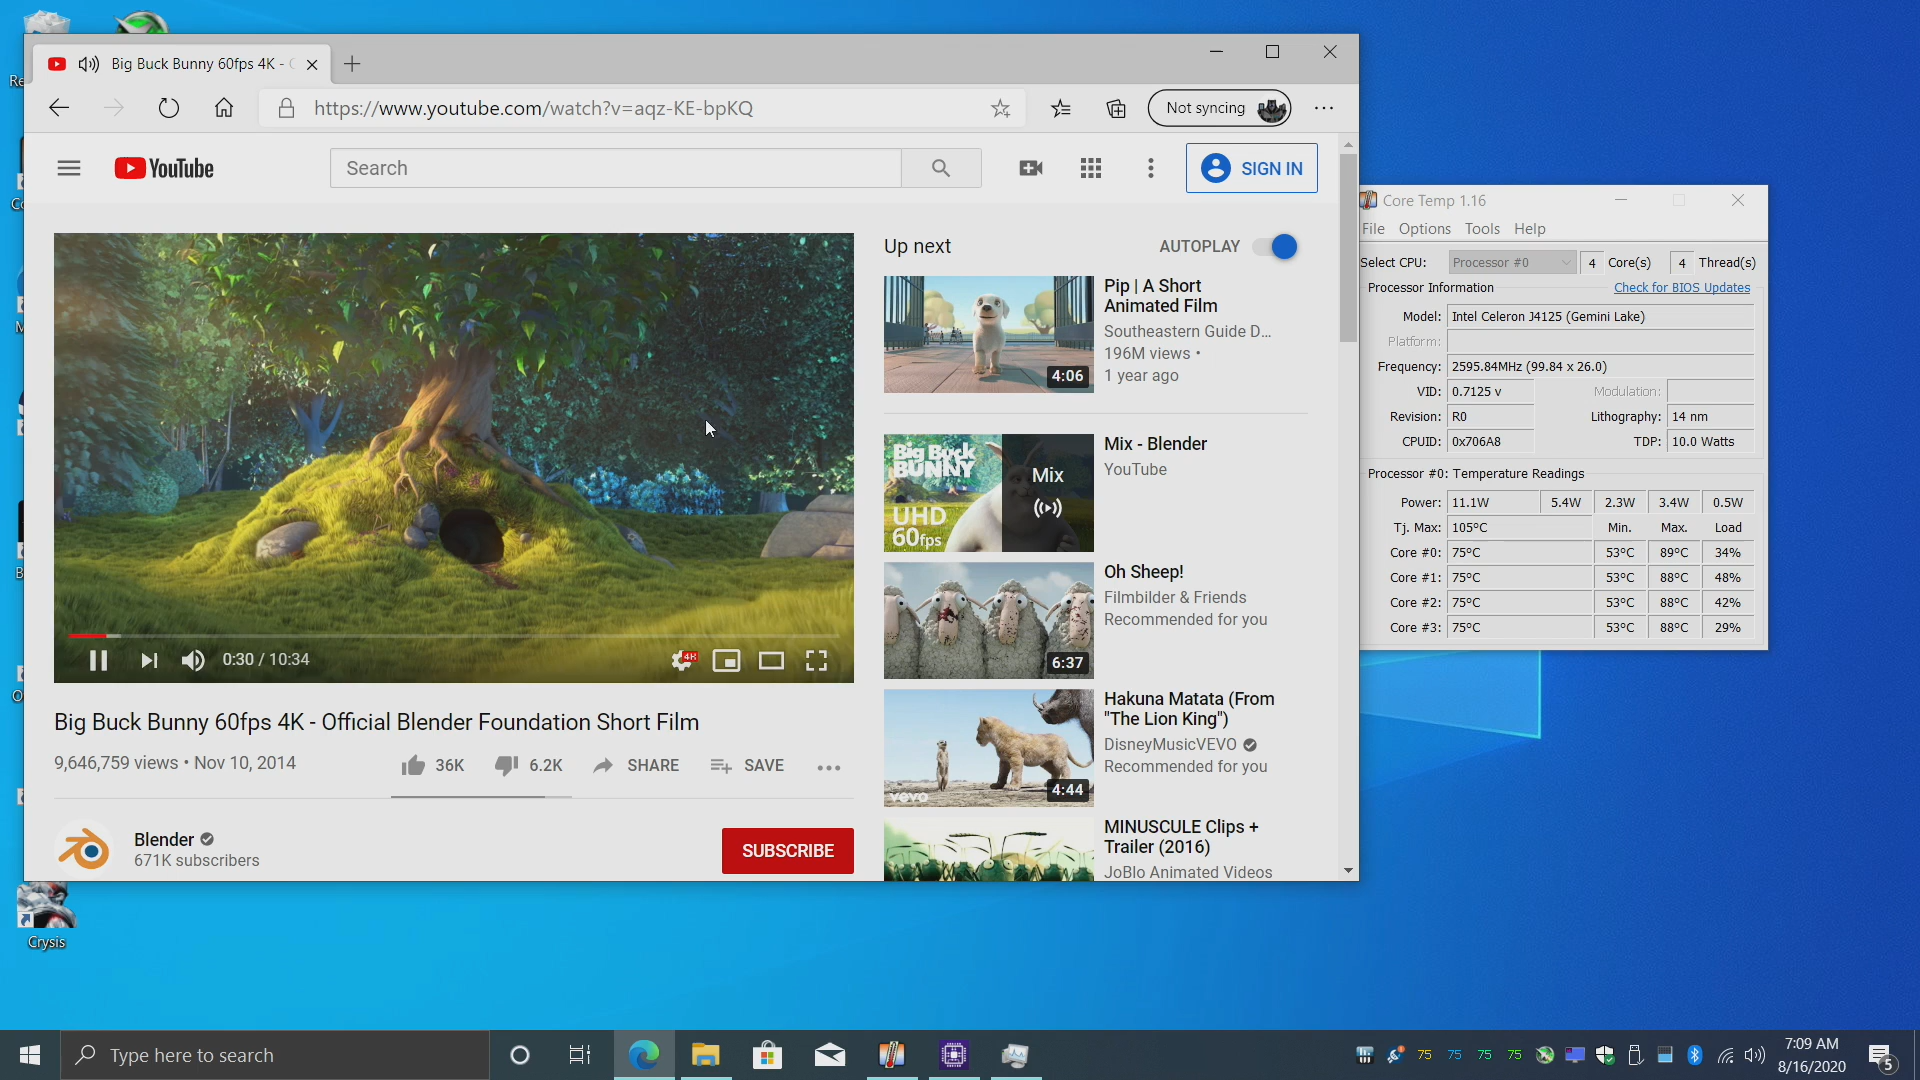 Big Buck Bunny 60fps 4K -
Not syncing
https://www.youtube.com/watch?v=aqz-KE-bpKQ
YouTube
Search
SIGN IN
Up next
AUTOPLAY
Pip | A Short
Animated Film
Southeastern Guide D...
196M views •
1 year ago
4:06
Mix - Blender
YouTube
Big Buck
BUNNY
UHD
60fps
Mix
Oh Sheep!
Filmbilder & Friends
Recommended for you
6:37
Hakuna Matata (From
"The Lion King")
DisneyMusicVEVO
Recommended for you
4:44
vevo
MINUSCULE Clips +
Trailer (2016)
JoBlo Animated Videos
0:30 / 10:34
4K
Big Buck Bunny 60fps 4K - Official Blender Foundation Short Film
9,646,759 views • Nov 10, 2014
36K
6.2K
SHARE
SAVE
Blender
671K subscribers
SUBSCRIBE
Core Temp 1.16
File Options Tools Help
Select CPU: Processor #0 4 Core(s) 4 Thread(s)
Processor Information Check for BIOS Updates
Model: Intel Celeron J4125 (Gemini Lake)
Platform:
Frequency: 2595.84MHz (99.84 x 26.0)
VID: 0.7125 v Modulation:
Revision: R0 Lithography: 14 nm
CPUID: 0x706A8 TDP: 10.0 Watts
Processor #0: Temperature Readings
Power: 11.1W 5.4W 2.3W 3.4W 0.5W
Tj. Max: 105°C Min. Max. Load
Core #0: 75°C 53°C 89°C 34%
Core #1: 75°C 53°C 88°C 48%
Core #2: 75°C 53°C 88°C 42%
Core #3: 75°C 53°C 88°C 29%
Crysis
Type here to search
75 75 75 75
7:09 AM
8/16/2020
5